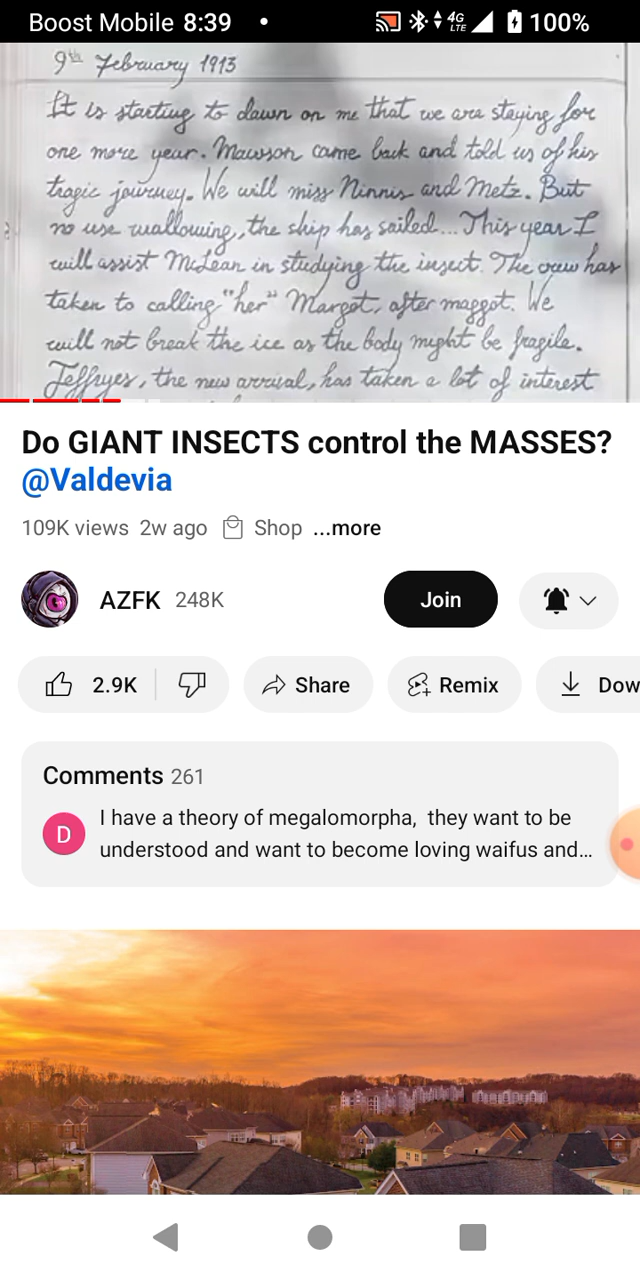 Boost Mobile 8:39
4G
LTE
100%
9th February 1913
It is starting to dawn on me that we are staying for
one more year. Mawson came back and told us of his
tragic journey. We will miss Ninnis and Metz. But
no use wallowing, the ship has sailed... This year I
will assist McLean in studying the insect. The crew has
taken to calling "her" Margot, after maggot. We
will not break the ice as the body might be fragile.
Jeffryes, the new arrival, has taken a lot of interest
Do GIANT INSECTS control the MASSES?
@Valdevia
109K views 2w ago Shop ...more
AZFK 248K
Join
2.9K
Share
Remix
Dow
Comments 261
D
I have a theory of megalomorpha, they want to be
understood and want to become loving waifus and...